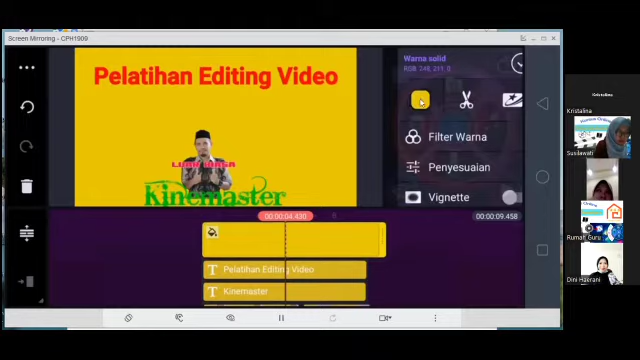 Screen Mirroring - CPH1909
Pelatihan Editing Video
Kinemaster
Warna solid
Filter Warna
Penyesuaian
Vignette
00:00:04.430
00:00:09.458
T Pelatihan Editing Video
T Kinemaster
Kristalina
Kristalina
Susilawati
Rumah Guru
Dini Haerani